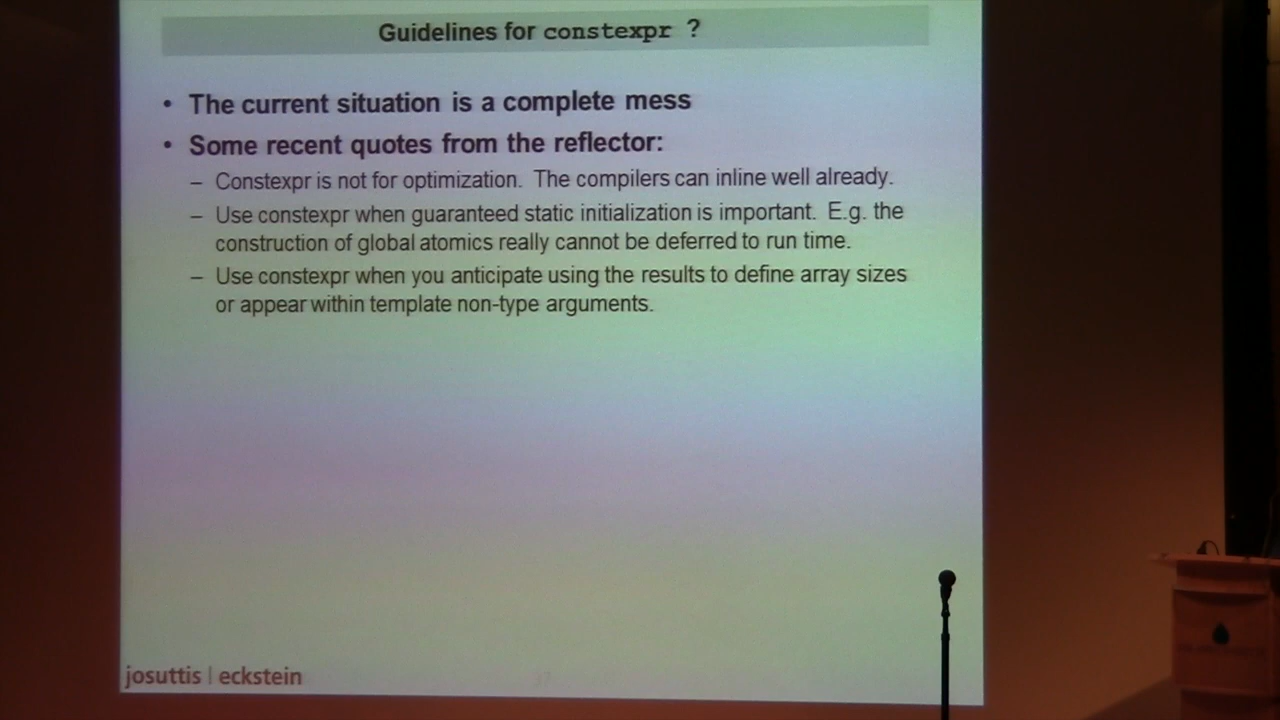 Guidelines for constexpr ?
• The current situation is a complete mess
• Some recent quotes from the reflector:
– Constexpr is not for optimization. The compilers can inline well already.
– Use constexpr when guaranteed static initialization is important. E.g. the
construction of global atomics really cannot be deferred to run time.
– Use constexpr when you anticipate using the results to define array sizes
or appear within template non-type arguments.
josuttis | eckstein